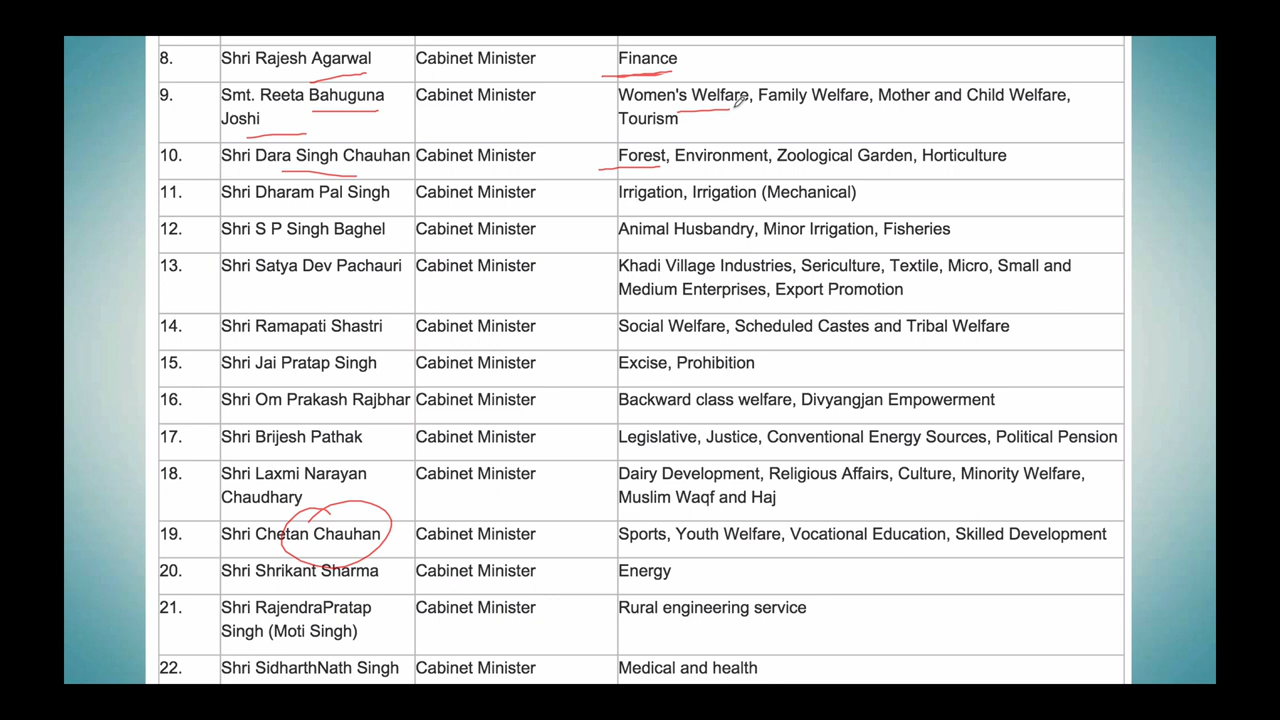 8. Shri Rajesh Agarwal Cabinet Minister Finance
9. Smt. Reeta Bahuguna Cabinet Minister Women's Welfare, Family Welfare, Mother and Child Welfare,
Joshi Tourism
10. Shri Dara Singh Chauhan Cabinet Minister Forest, Environment, Zoological Garden, Horticulture
11. Shri Dharam Pal Singh Cabinet Minister Irrigation, Irrigation (Mechanical)
12. Shri S P Singh Baghel Cabinet Minister Animal Husbandry, Minor Irrigation, Fisheries
13. Shri Satya Dev Pachauri Cabinet Minister Khadi Village Industries, Sericulture, Textile, Micro, Small and
Medium Enterprises, Export Promotion
14. Shri Ramapati Shastri Cabinet Minister Social Welfare, Scheduled Castes and Tribal Welfare
15. Shri Jai Pratap Singh Cabinet Minister Excise, Prohibition
16. Shri Om Prakash Rajbhar Cabinet Minister Backward class welfare, Divyangjan Empowerment
17. Shri Brijesh Pathak Cabinet Minister Legislative, Justice, Conventional Energy Sources, Political Pension
18. Shri Laxmi Narayan Cabinet Minister Dairy Development, Religious Affairs, Culture, Minority Welfare,
Chaudhary Muslim Waqf and Haj
19. Shri Chetan Chauhan Cabinet Minister Sports, Youth Welfare, Vocational Education, Skilled Development
20. Shri Shrikant Sharma Cabinet Minister Energy
21. Shri RajendraPratap Cabinet Minister Rural engineering service
Singh (Moti Singh)
22. Shri SidharthNath Singh Cabinet Minister Medical and health